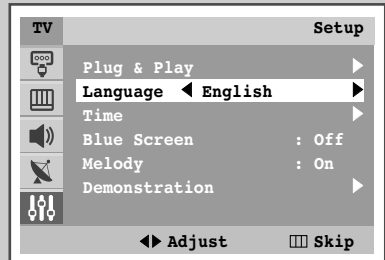 TV Setup
Plug & Play
Language ◀ English ▶
Time
Blue Screen : Off
Melody : On
Demonstration
◀▶ Adjust Skip